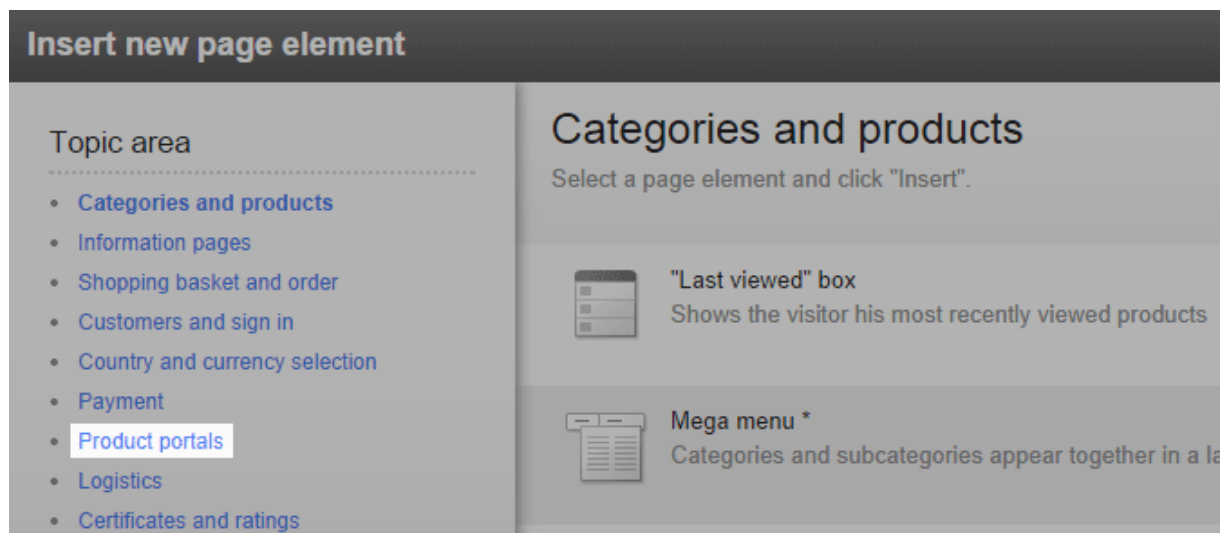 Insert new page element
Topic area
Categories and products
Information pages
Shopping basket and order
Customers and sign in
Country and currency selection
Payment
Product portals
Logistics
Certificates and ratings
Categories and products
Select a page element and click "Insert".
"Last viewed" box
Shows the visitor his most recently viewed products
Mega menu *
Categories and subcategories appear together in a